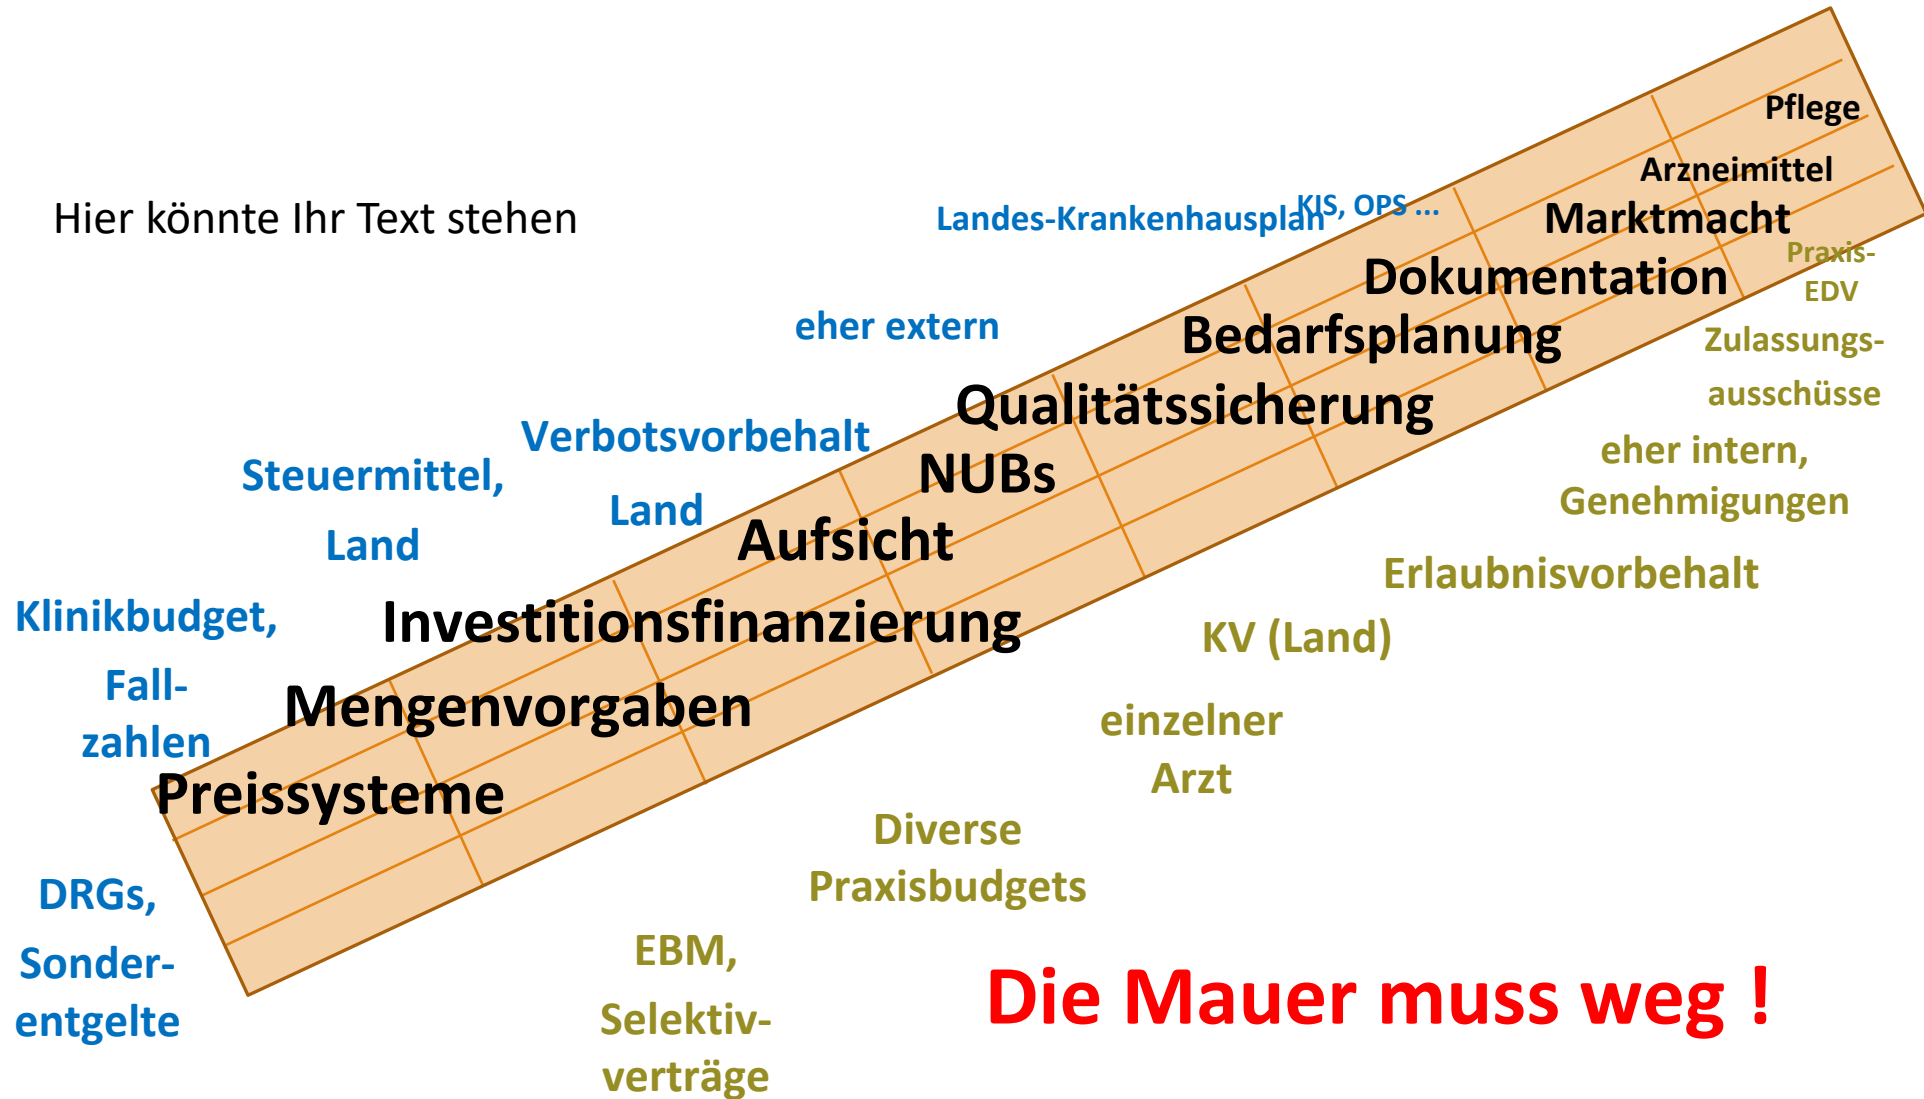 Hier könnte Ihr Text stehen
Pflege
Arzneimittel
Marktmacht
Dokumentation
Bedarfsplanung
Qualitätssicherung
NUBs
Aufsicht
Investitionsfinanzierung
Mengenvorgaben
Preissysteme
KIS, OPS ...
Landes-Krankenhausplan
eher extern
Verbotsvorbehalt
Land
Steuermittel,
Land
Klinikbudget,
Fall-
zahlen
DRGs,
Sonder-
entgelte
Praxis-
EDV
Zulassungs-
ausschüsse
eher intern,
Genehmigungen
Erlaubnisvorbehalt
KV (Land)
einzelner
Arzt
Diverse
Praxisbudgets
EBM,
Selektiv-
verträge
Die Mauer muss weg !